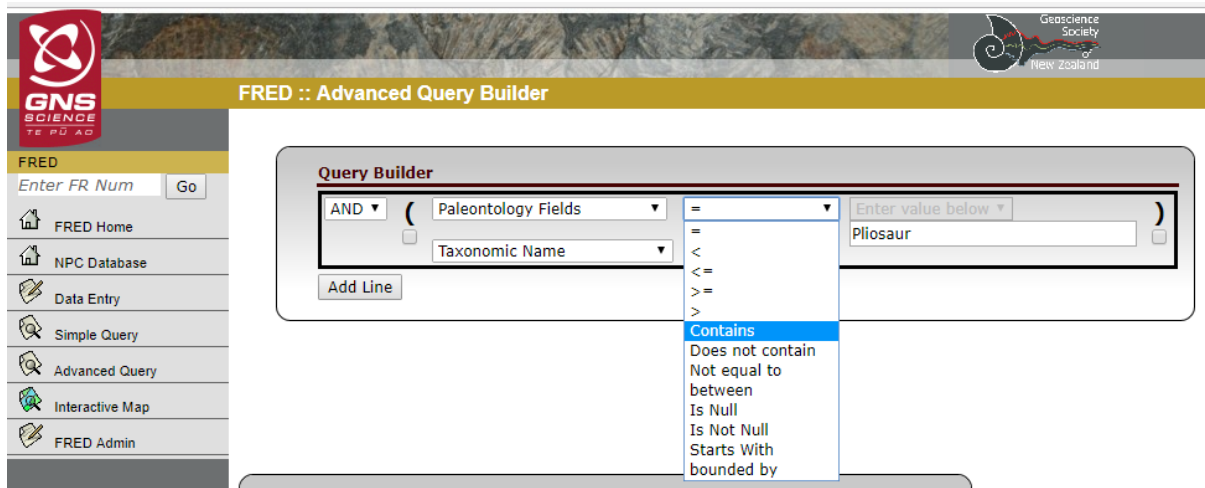 Geoscience
Society
of
New Zealand
GNS
SCIENCE
TE PŪ AO
FRED :: Advanced Query Builder
FRED
Enter FR Num Go
FRED Home
NPC Database
Data Entry
Simple Query
Advanced Query
Interactive Map
FRED Admin
Query Builder
AND ( Paleontology Fields = Enter value below )
Taxonomic Name Pliosaur
=
<
<=
>=
>
Contains
Does not contain
Not equal to
between
Is Null
Is Not Null
Starts With
bounded by
Add Line